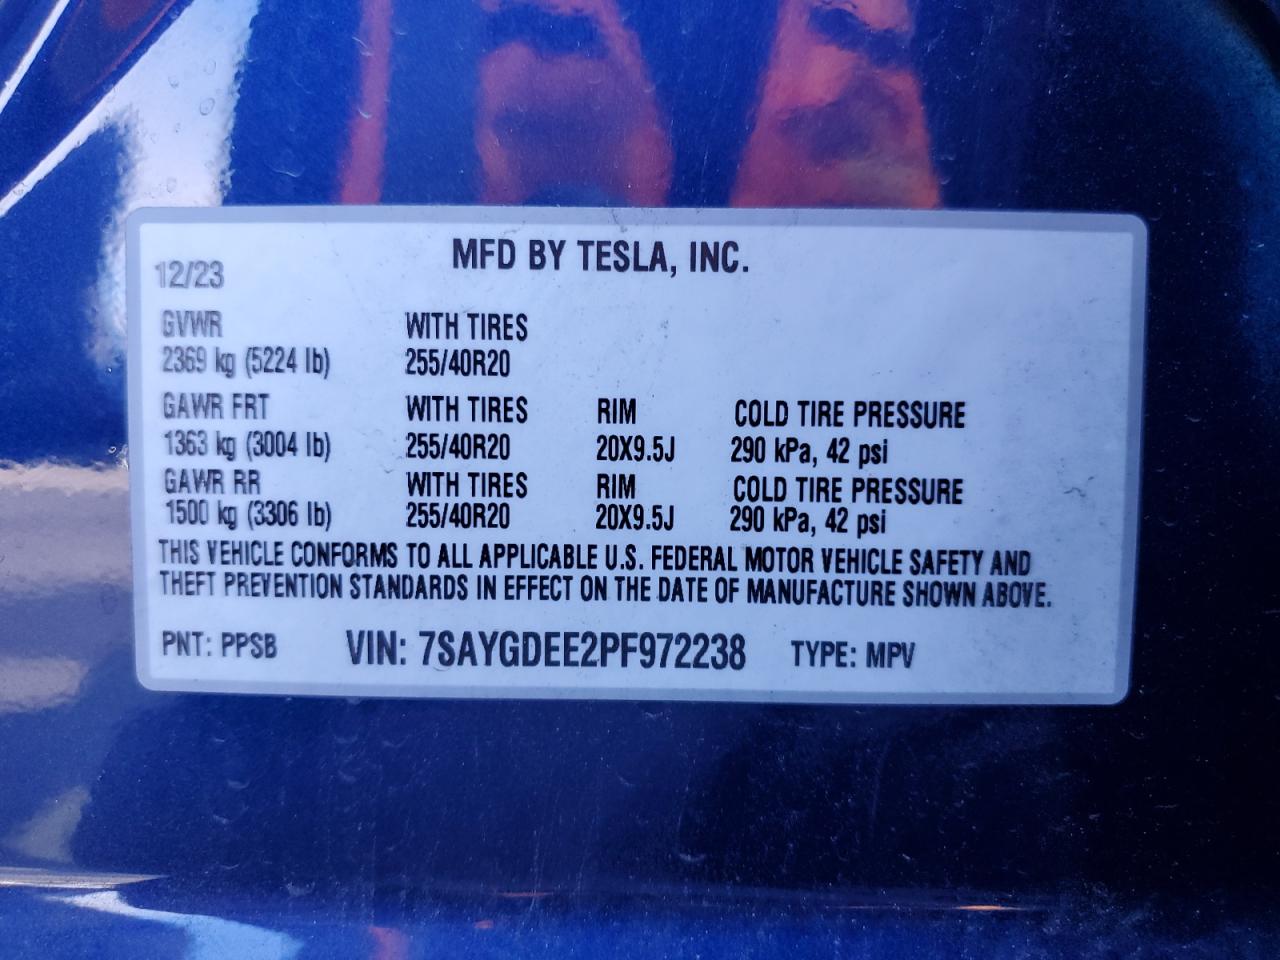 MFD BY TESLA, INC.
12/23
GVWR WITH TIRES
2369 kg (5224 lb) 255/40R20
GAWR FRT WITH TIRES RIM COLD TIRE PRESSURE
1363 kg (3004 lb) 255/40R20 20X9.5J 290 kPa, 42 psi
GAWR RR WITH TIRES RIM COLD TIRE PRESSURE
1500 kg (3306 lb) 255/40R20 20X9.5J 290 kPa, 42 psi
THIS VEHICLE CONFORMS TO ALL APPLICABLE U.S. FEDERAL MOTOR VEHICLE SAFETY AND
THEFT PREVENTION STANDARDS IN EFFECT ON THE DATE OF MANUFACTURE SHOWN ABOVE.
PNT: PPSB VIN: 7SAYGDEE2PF972238 TYPE: MPV